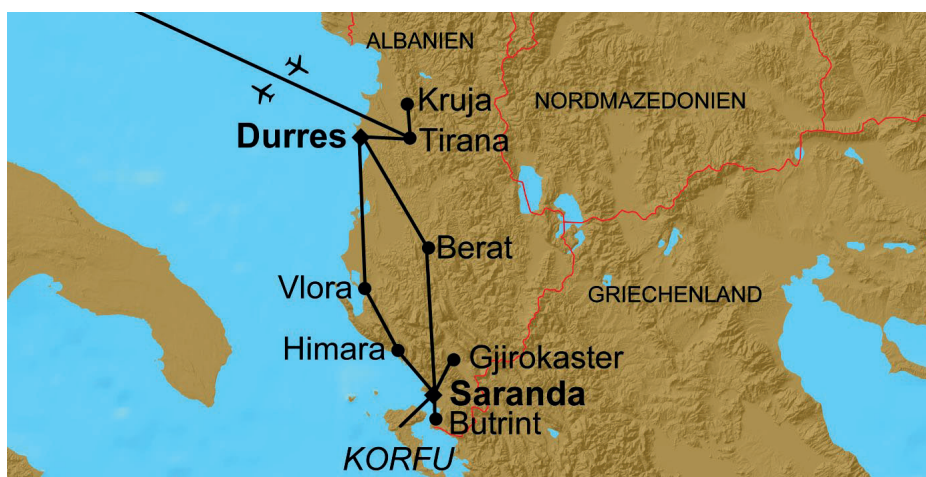 ALBANIEN
Kruja
NORDMAZEDONIEN
Durres
Tirana
Berat
Vlora
GRIECHENLAND
Himara
Gjirokaster
Saranda
Butrint
KORFU